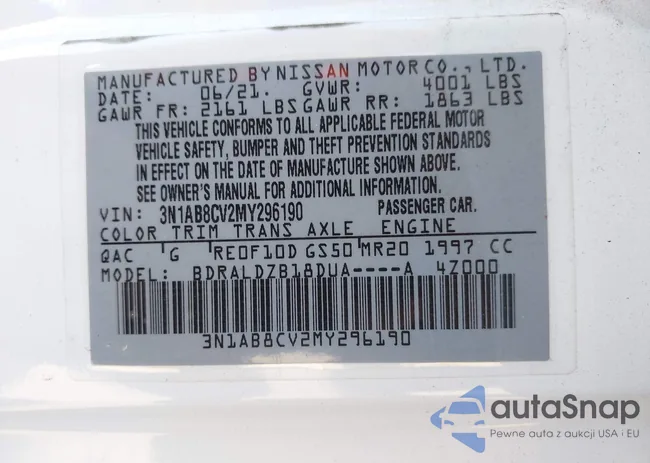 MANUFACTURED BY NISSAN MOTOR CO., LTD.
DATE: 06/21. GVWR: 4001 LBS
GAWR FR: 2161 LBS GAWR RR: 1863 LBS
THIS VEHICLE CONFORMS TO ALL APPLICABLE FEDERAL MOTOR
VEHICLE SAFETY, BUMPER AND THEFT PREVENTION STANDARDS
IN EFFECT ON THE DATE OF MANUFACTURE SHOWN ABOVE.
SEE OWNER'S MANUAL FOR ADDITIONAL INFORMATION.
VIN: 3N1AB8CV2MY296190 PASSENGER CAR.
COLOR TRIM TRANS AXLE ENGINE
QAC G RE0F10D GS50 MR20 1997 CC
MODEL: BDRALDZB18DUA----A 4Z000
3N1AB8CV2MY296190
autaSnap
Pewne auta z aukcji USA i EU